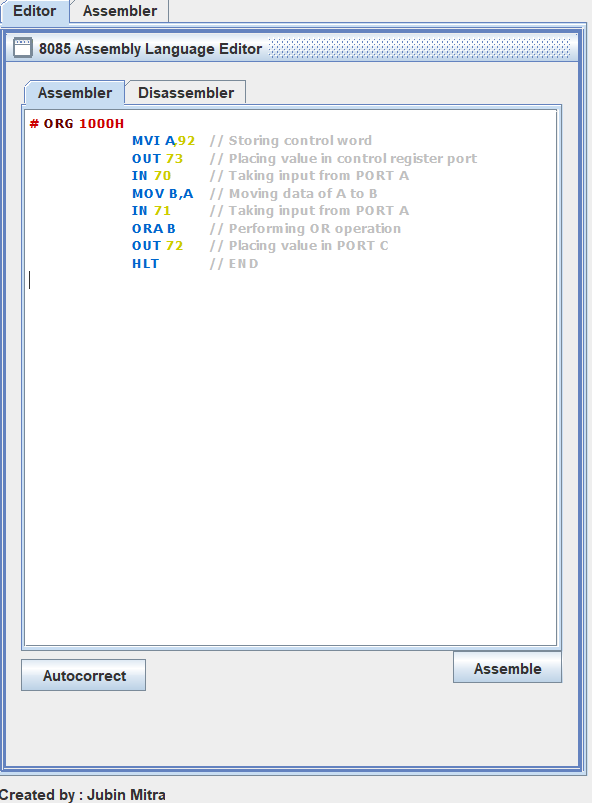 Editor Assembler
8085 Assembly Language Editor
Assembler Disassembler
# ORG 1000H
MVI A,92 // Storing control word
OUT 73 // Placing value in control register port
IN 70 // Taking input from PORT A
MOV B,A // Moving data of A to B
IN 71 // Taking input from PORT A
ORA B // Performing OR operation
OUT 72 // Placing value in PORT C
HLT // END
Autocorrect Assemble
Created by : Jubin Mitra